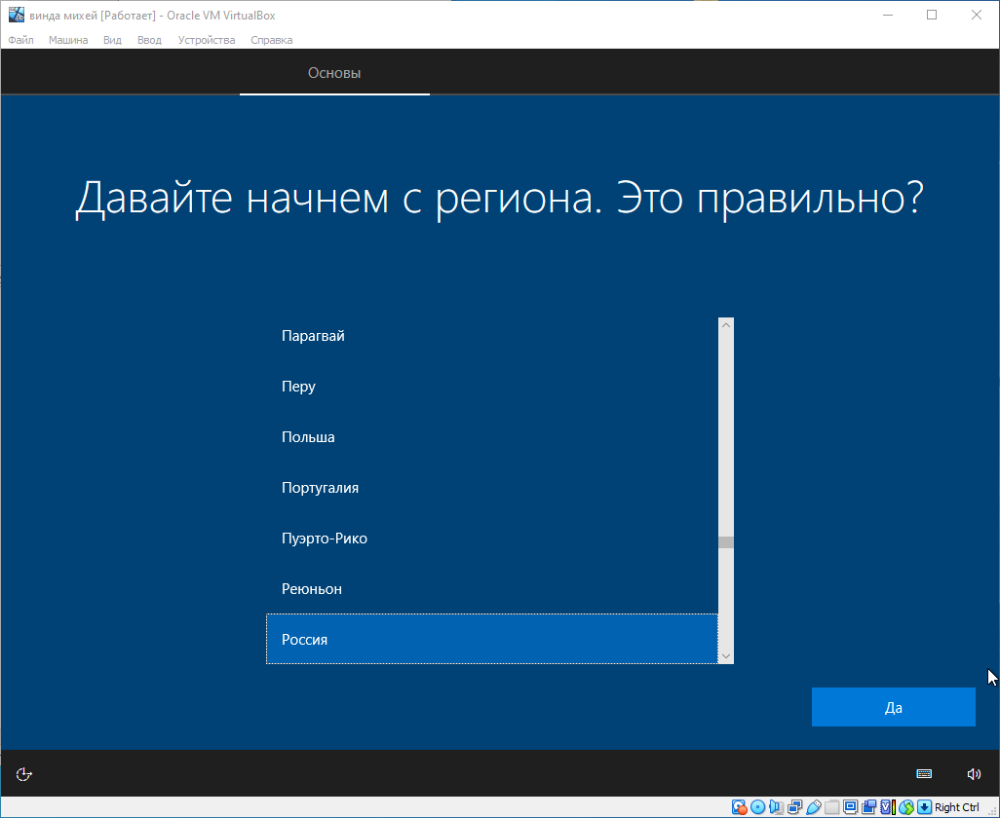 винда михей [Работает] - Oracle VM VirtualBox
Файл Машина Вид Ввод Устройства Справка
Основы
Давайте начнем с региона. Это правильно?
Парагвай
Перу
Польша
Португалия
Пуэрто-Рико
Реюньон
Россия
Да
Right Ctrl